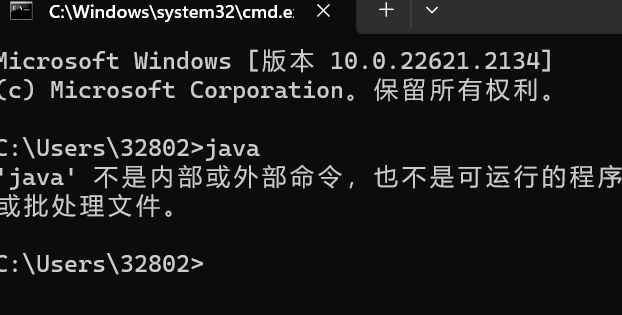 C:\Windows\system32\cmd.e
Microsoft Windows [版本 10.0.22621.2134]
(c) Microsoft Corporation。保留所有权利。
C:\Users\32802>java
'java' 不是内部或外部命令，也不是可运行的程序
或批处理文件。
C:\Users\32802>